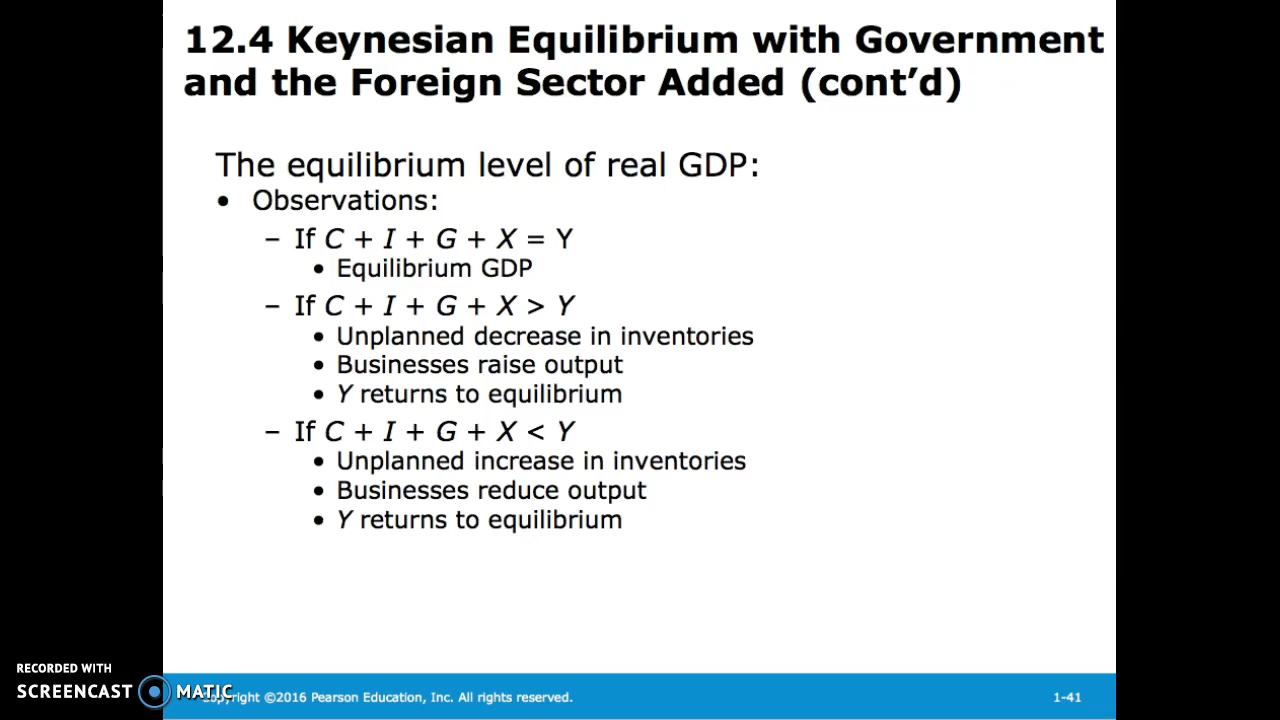 12.4 Keynesian Equilibrium with Government
and the Foreign Sector Added (cont’d)
The equilibrium level of real GDP:
• Observations:
– If C + I + G + X = Y
• Equilibrium GDP
– If C + I + G + X > Y
• Unplanned decrease in inventories
• Businesses raise output
• Y returns to equilibrium
– If C + I + G + X < Y
• Unplanned increase in inventories
• Businesses reduce output
• Y returns to equilibrium
RECORDED WITH
SCREENCAST MATIC
Copyright ©2016 Pearson Education, Inc. All rights reserved.
1-41